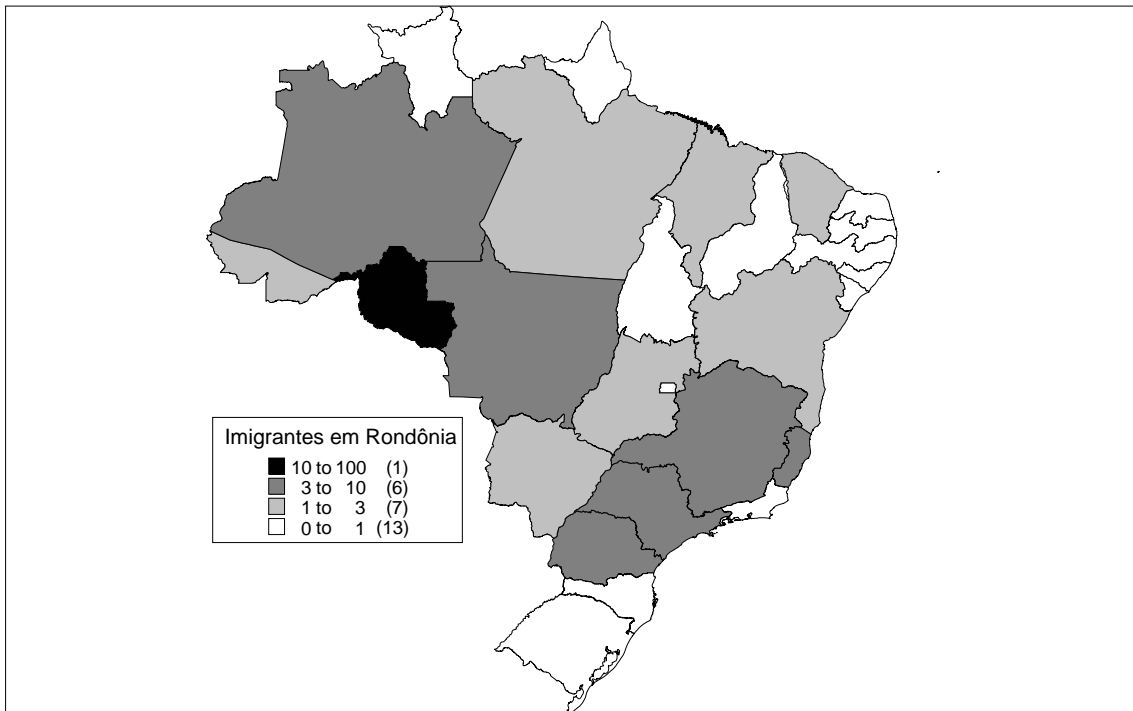 Imigrantes em Rondônia
10 to 100 (1)
3 to 10 (6)
1 to 3 (7)
0 to 1 (13)